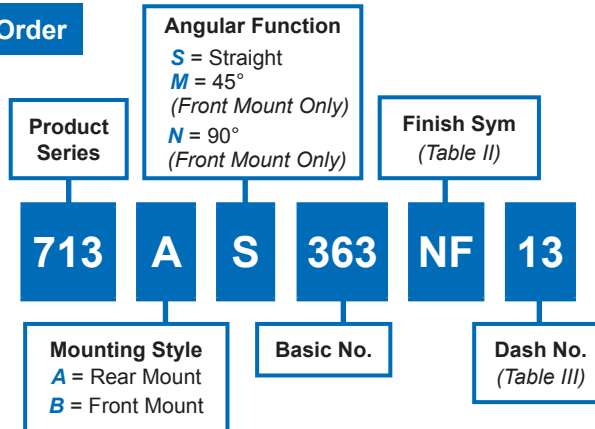 Order
Angular Function
S = Straight
M = 45°
(Front Mount Only)
N = 90°
(Front Mount Only)
Product
Series
Finish Sym
(Table II)
713 A S 363 NF 13
Mounting Style
A = Rear Mount
B = Front Mount
Basic No.
Dash No.
(Table III)